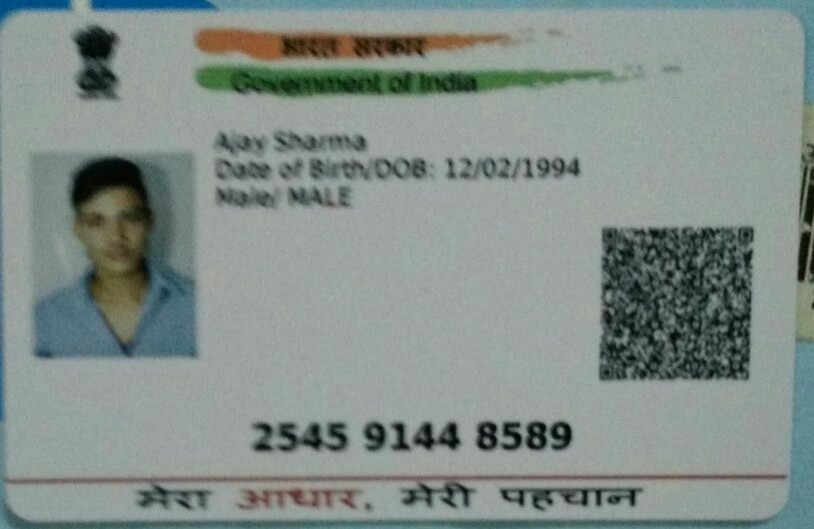 भारत सरकार
Government of India
Ajay Sharma
Date of Birth/DOB: 12/02/1994
Male/ MALE
2545 9144 8589
मेरा आधार, मेरी पहचान